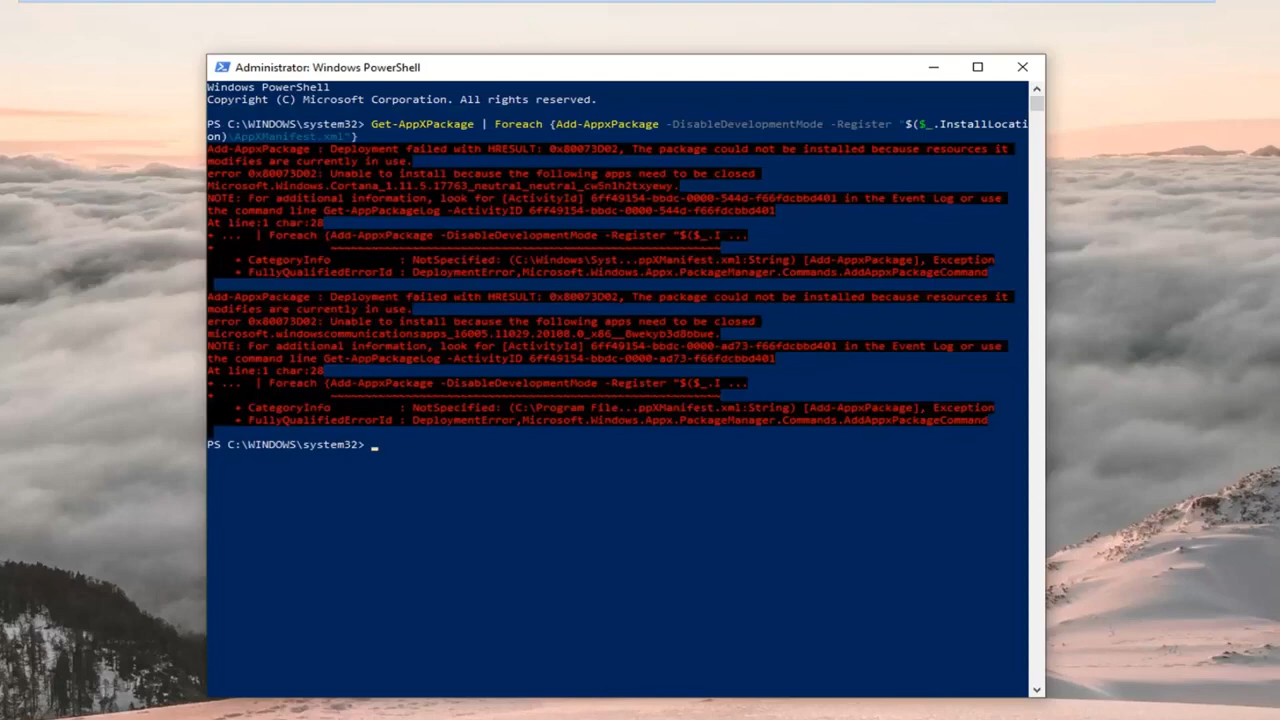 Administrator: Windows PowerShell
Windows PowerShell
Copyright (C) Microsoft Corporation. All rights reserved.
PS C:\WINDOWS\system32> Get-AppXPackage | Foreach {Add-AppxPackage -DisableDevelopmentMode -Register "$($_.InstallLocati
on)\AppXManifest.xml"}
Add-AppxPackage : Deployment failed with HRESULT: 0x80073D02, The package could not be installed because resources it
modifies are currently in use.
error 0x80073D02: Unable to install because the following apps need to be closed
Microsoft.Windows.Cortana_1.11.5.17763_neutral_neutral_cw5n1h2txyewy.
NOTE: For additional information, look for [ActivityId] 6ff49154-bbdc-0000-544d-f66fdcbbd401 in the Event Log or use
the command line Get-AppPackageLog -ActivityID 6ff49154-bbdc-0000-544d-f66fdcbbd401
At line:1 char:28
+ ...  | Foreach {Add-AppxPackage -DisableDevelopmentMode -Register "$($_.I ...
+ ~~~~~~~~~~~~~~~~~~~~~~~~~~~~~~~~~~~~~~~~~~~~~~~~~~~~~~~~~
+ CategoryInfo : NotSpecified: (C:\Windows\Syst...ppXManifest.xml:String) [Add-AppxPackage], Exception
+ FullyQualifiedErrorId : DeploymentError,Microsoft.Windows.Appx.PackageManager.Commands.AddAppxPackageCommand
Add-AppxPackage : Deployment failed with HRESULT: 0x80073D02, The package could not be installed because resources it
modifies are currently in use.
error 0x80073D02: Unable to install because the following apps need to be closed
microsoft.windowscommunicationsapps_16005.11029.20108.0_x86__8wekyb3d8bbwe.
NOTE: For additional information, look for [ActivityId] 6ff49154-bbdc-0000-ad73-f66fdcbbd401 in the Event Log or use
the command line Get-AppPackageLog -ActivityID 6ff49154-bbdc-0000-ad73-f66fdcbbd401
At line:1 char:28
+ ...  | Foreach {Add-AppxPackage -DisableDevelopmentMode -Register "$($_.I ...
+ ~~~~~~~~~~~~~~~~~~~~~~~~~~~~~~~~~~~~~~~~~~~~~~~~~~~~~~~~~
+ CategoryInfo : NotSpecified: (C:\Program File...ppXManifest.xml:String) [Add-AppxPackage], Exception
+ FullyQualifiedErrorId : DeploymentError,Microsoft.Windows.Appx.PackageManager.Commands.AddAppxPackageCommand
PS C:\WINDOWS\system32>